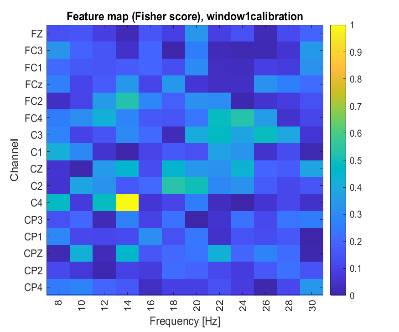 Feature map (Fisher score), window1calibration
Channel
FZ
FC3
FC1
FCz
FC2
FC4
C3
C1
CZ
C2
C4
CP3
CP1
CPZ
CP2
CP4
8 10 12 14 16 18 20 22 24 26 28 30
Frequency [Hz]
1
0.9
0.8
0.7
0.6
0.5
0.4
0.3
0.2
0.1
0